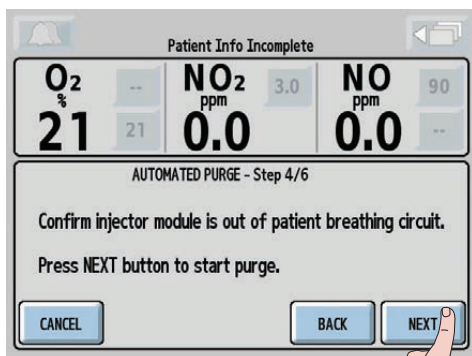 Patient Info Incomplete
O2 % -- NO2 ppm 3.0 NO ppm 90
21 21 0.0 0.0 --
AUTOMATED PURGE - Step 4/6
Confirm injector module is out of patient breathing circuit.
Press NEXT button to start purge.
CANCEL BACK NEXT